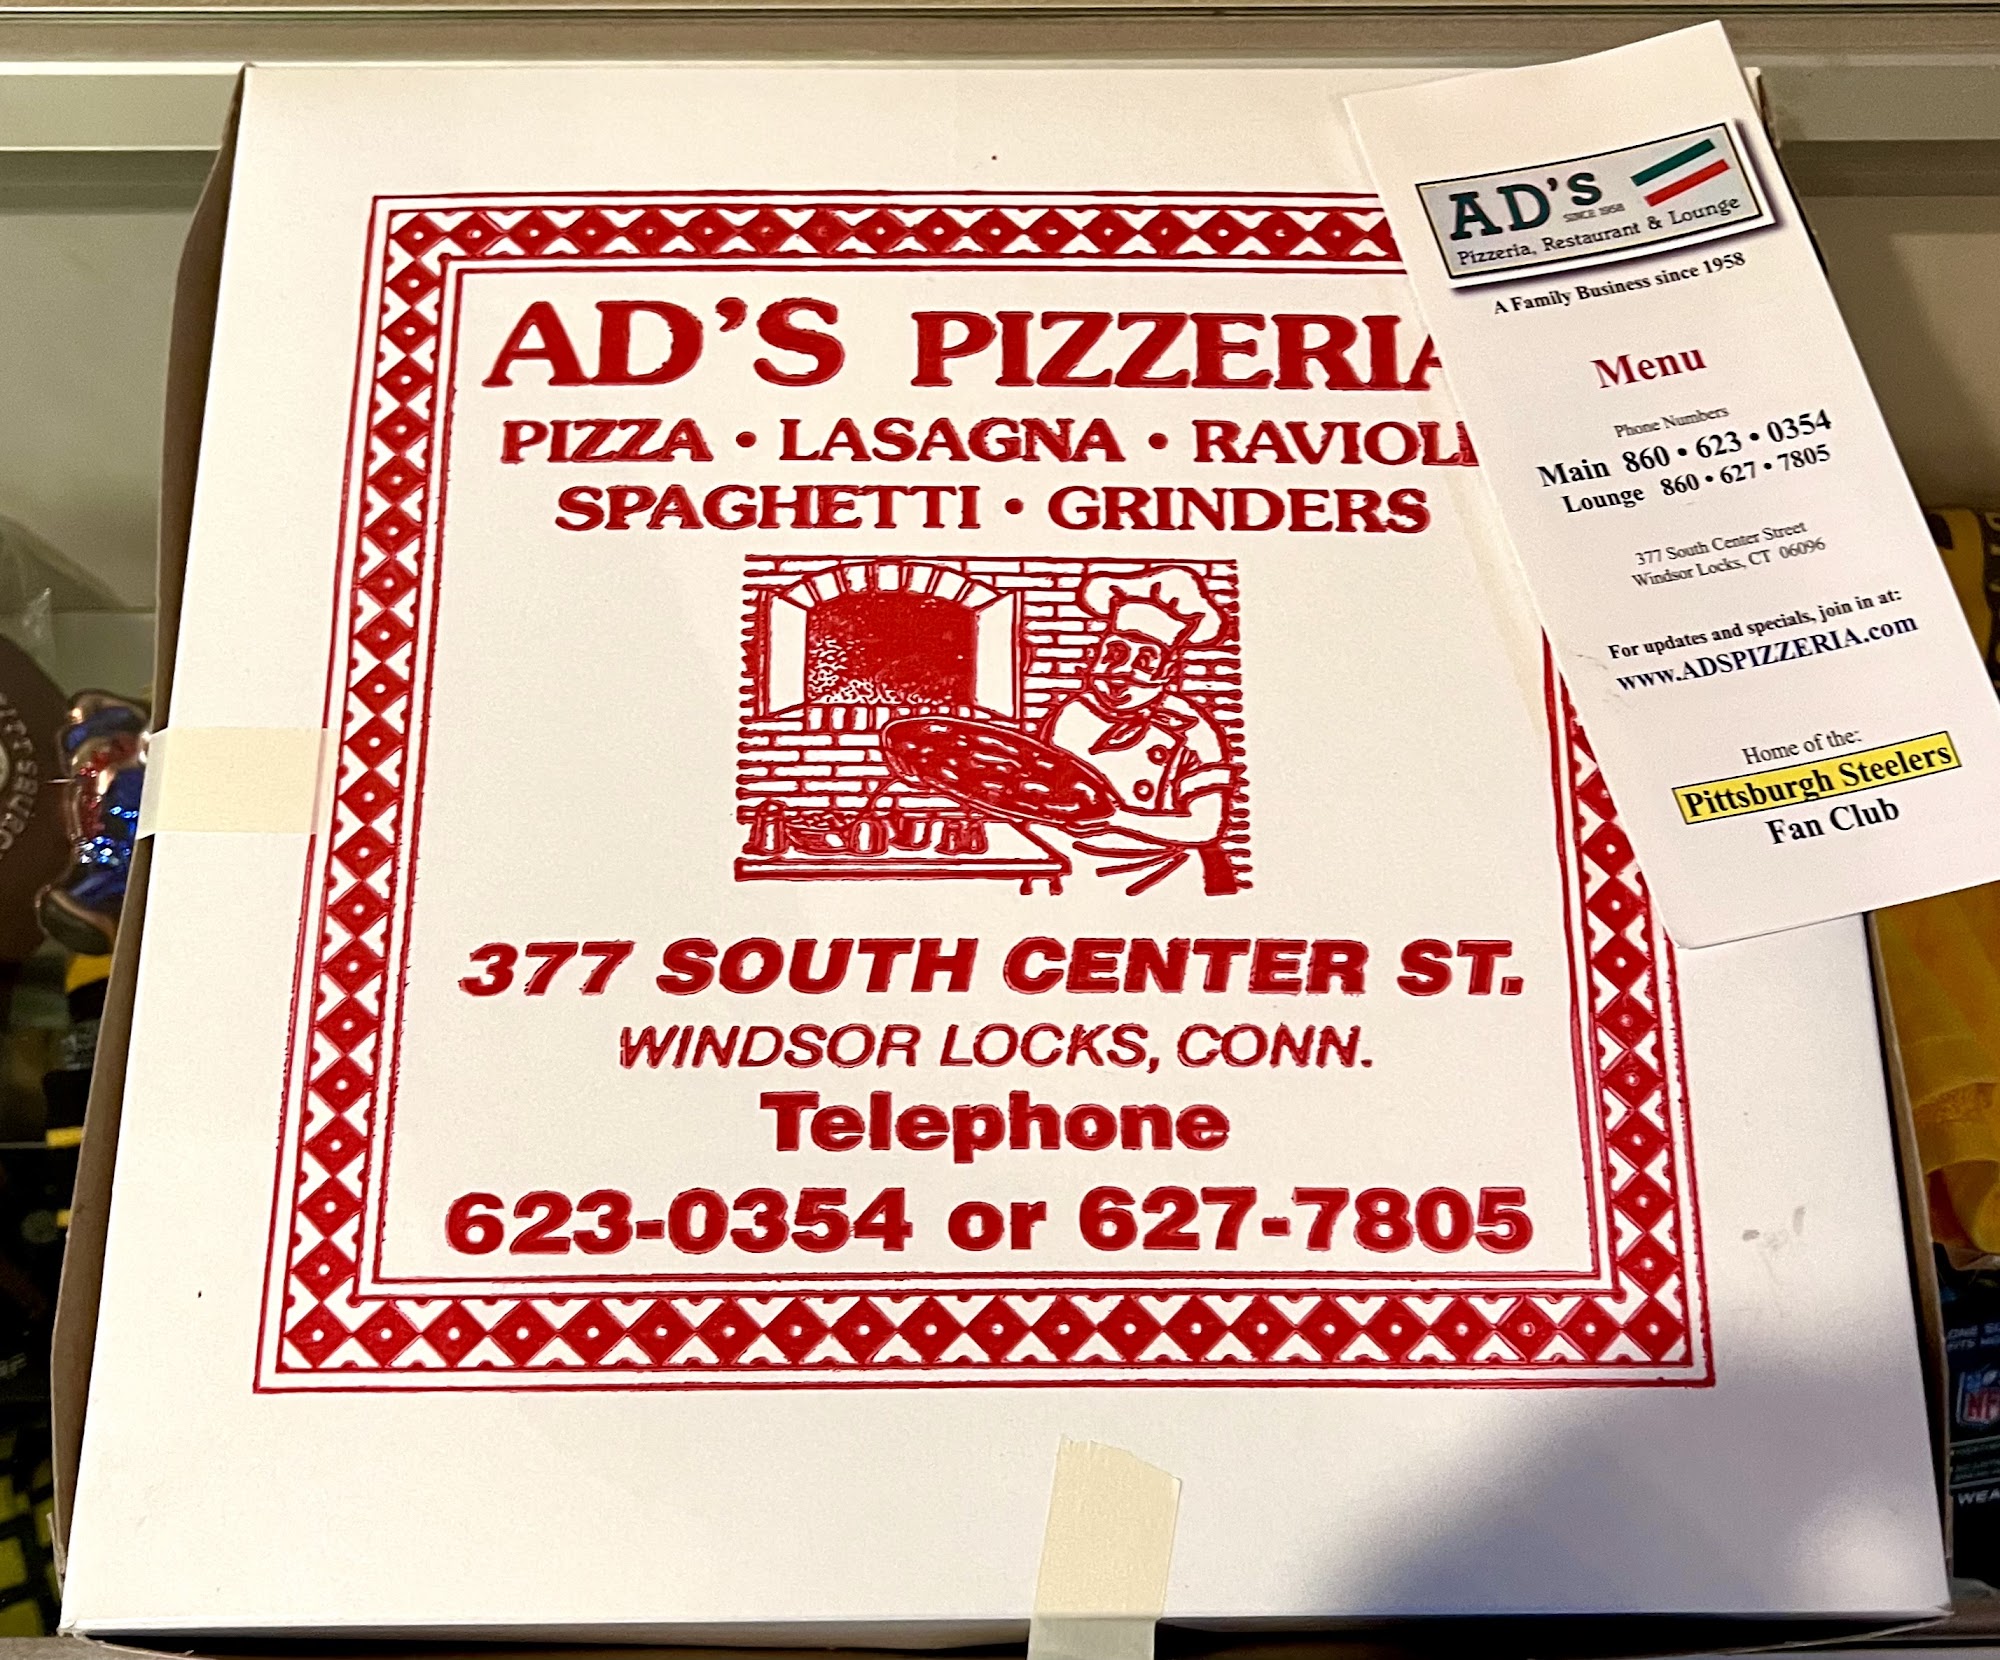 AD'S PIZZERIA
PIZZA • LASAGNA • RAVIOLI
SPAGHETTI • GRINDERS
377 SOUTH CENTER ST.
WINDSOR LOCKS, CONN.
Telephone
623-0354 or 627-7805
AD'S
SINCE 1958
Pizzeria, Restaurant & Lounge
A Family Business since 1958
Menu
Phone Numbers
Main 860 • 623 • 0354
Lounge 860 • 627 • 7805
377 South Center Street
Windsor Locks, CT 06096
For updates and specials, join in at:
www.ADSPIZZERIA.com
Home of the:
Pittsburgh Steelers
Fan Club